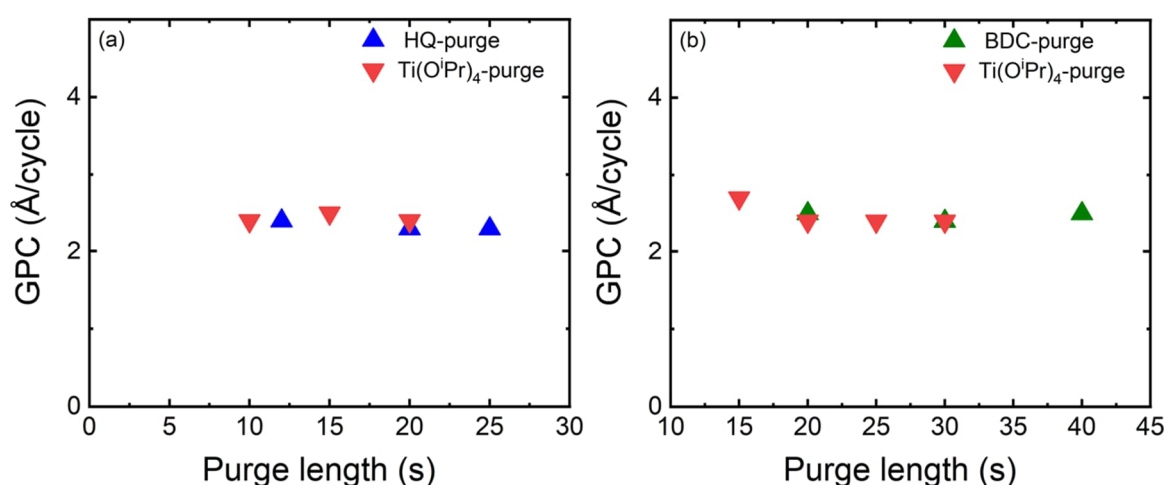 (a)
HQ-purge
Ti(OⁱPr)₄-purge
GPC (Å/cycle)
4
2
0
0 5 10 15 20 25 30
Purge length (s)
(b)
BDC-purge
Ti(OⁱPr)₄-purge
GPC (Å/cycle)
4
2
0
10 15 20 25 30 35 40 45
Purge length (s)